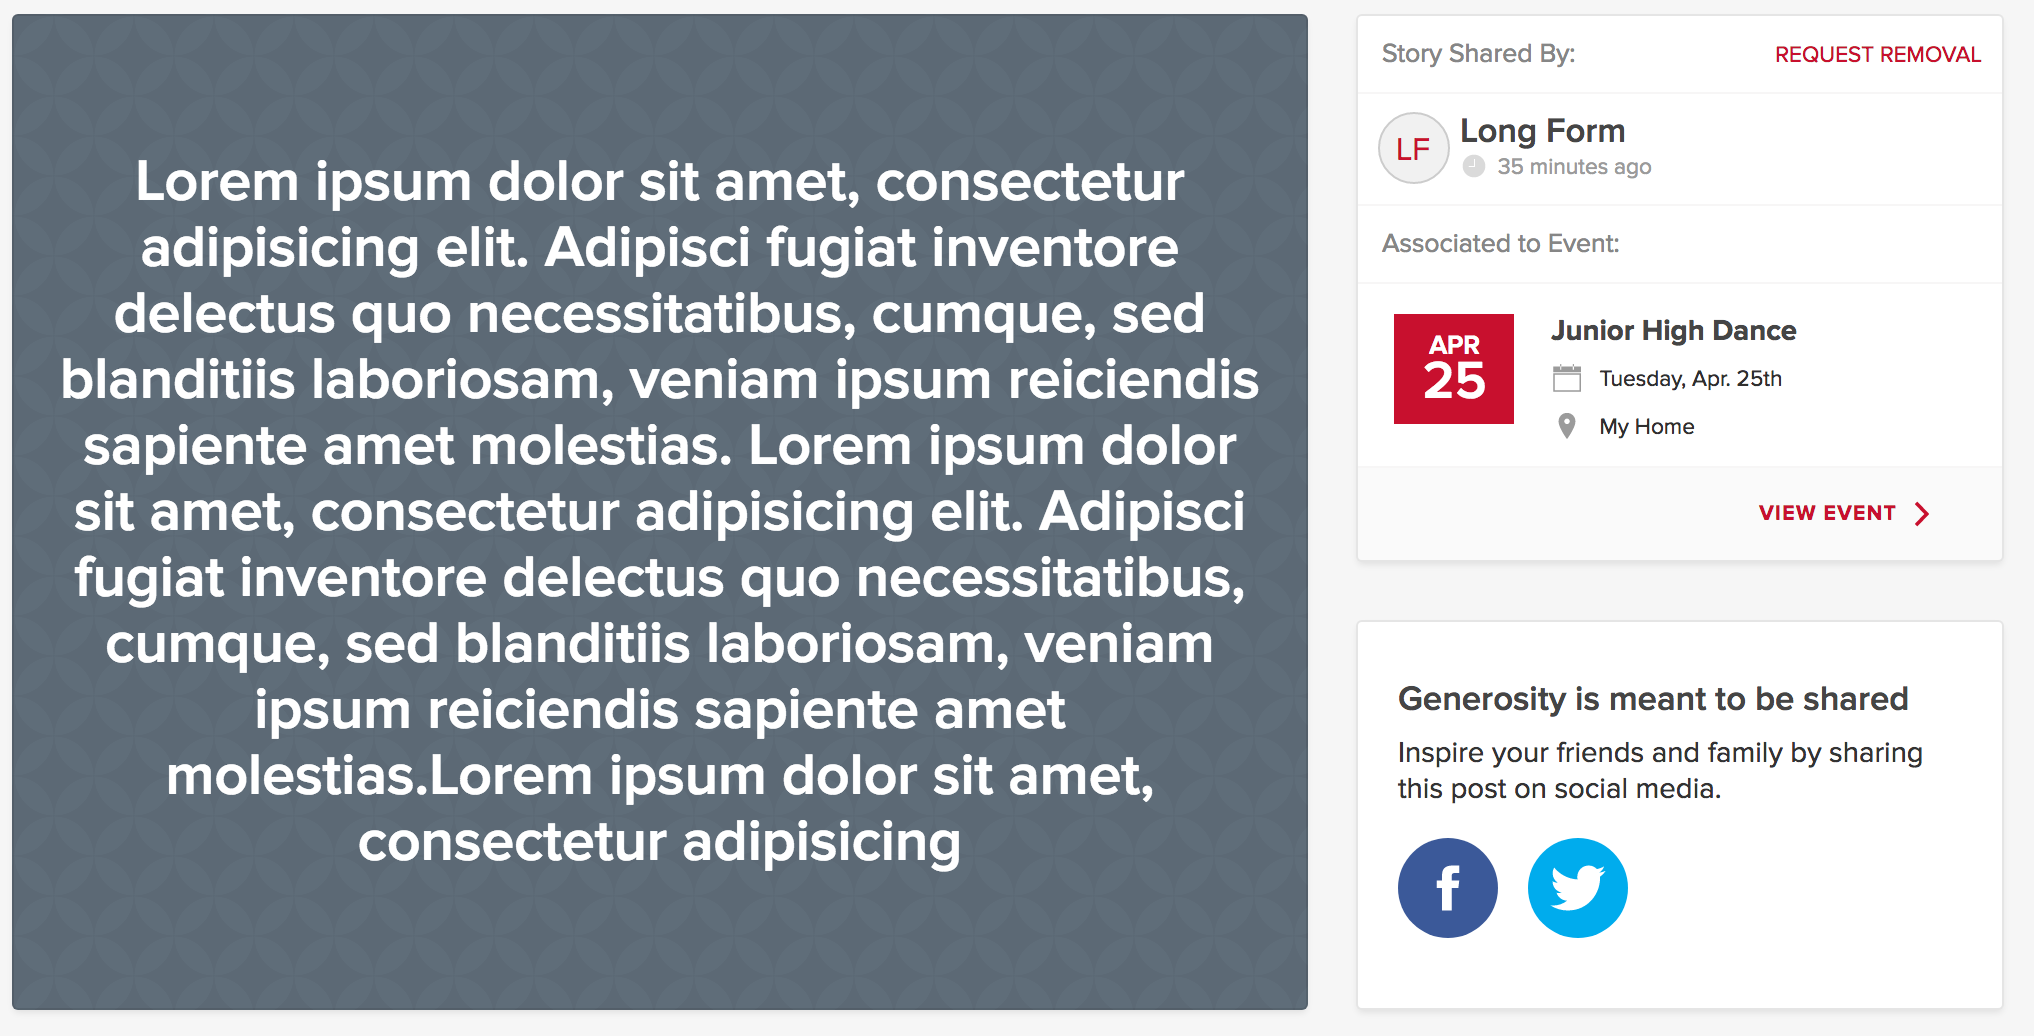 Lorem ipsum dolor sit amet, consectetur
adipisicing elit. Adipisci fugiat inventore
delectus quo necessitatibus, cumque, sed
blanditiis laboriosam, veniam ipsum reiciendis
sapiente amet molestias. Lorem ipsum dolor
sit amet, consectetur adipisicing elit. Adipisci
fugiat inventore delectus quo necessitatibus,
cumque, sed blanditiis laboriosam, veniam
ipsum reiciendis sapiente amet
molestias.Lorem ipsum dolor sit amet,
consectetur adipisicing
Story Shared By:
REQUEST REMOVAL
LF
Long Form
35 minutes ago
Associated to Event:
APR
25
Junior High Dance
Tuesday, Apr. 25th
My Home
VIEW EVENT
Generosity is meant to be shared
Inspire your friends and family by sharing
this post on social media.
f